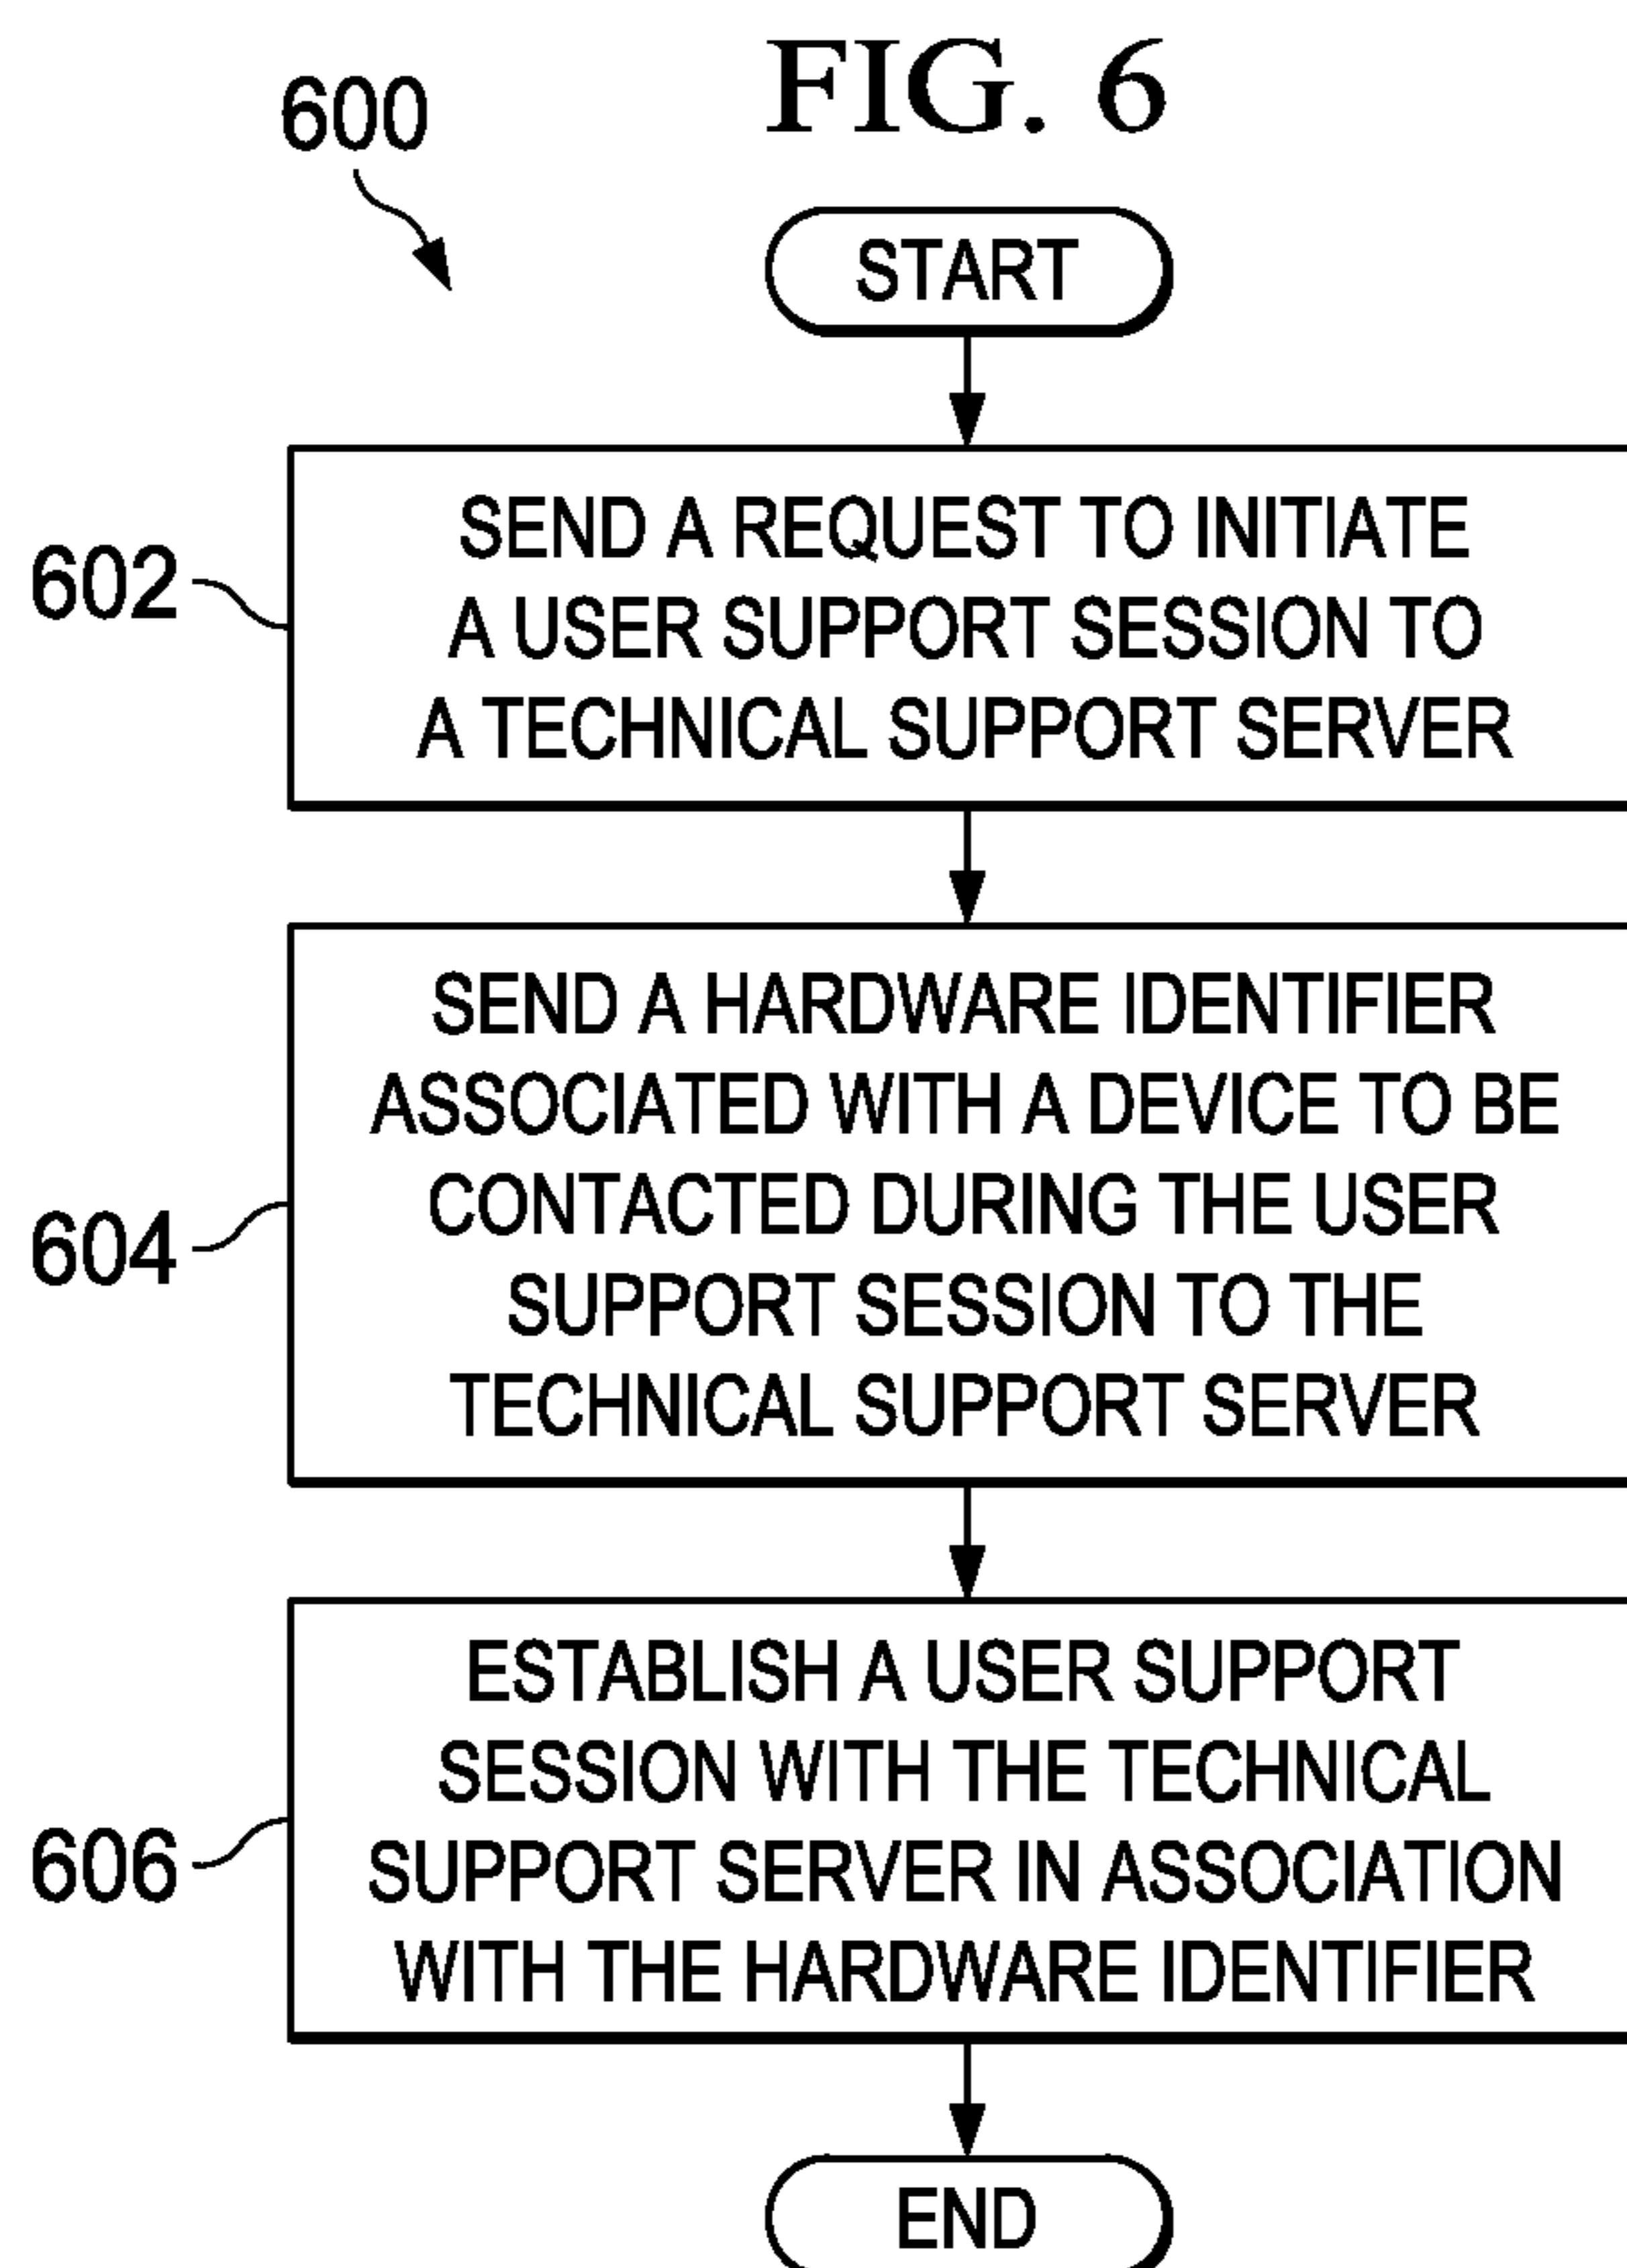 FIG. 6
600
START
602
SEND A REQUEST TO INITIATE
A USER SUPPORT SESSION TO
A TECHNICAL SUPPORT SERVER
604
SEND A HARDWARE IDENTIFIER
ASSOCIATED WITH A DEVICE TO BE
CONTACTED DURING THE USER
SUPPORT SESSION TO THE
TECHNICAL SUPPORT SERVER
606
ESTABLISH A USER SUPPORT
SESSION WITH THE TECHNICAL
SUPPORT SERVER IN ASSOCIATION
WITH THE HARDWARE IDENTIFIER
END